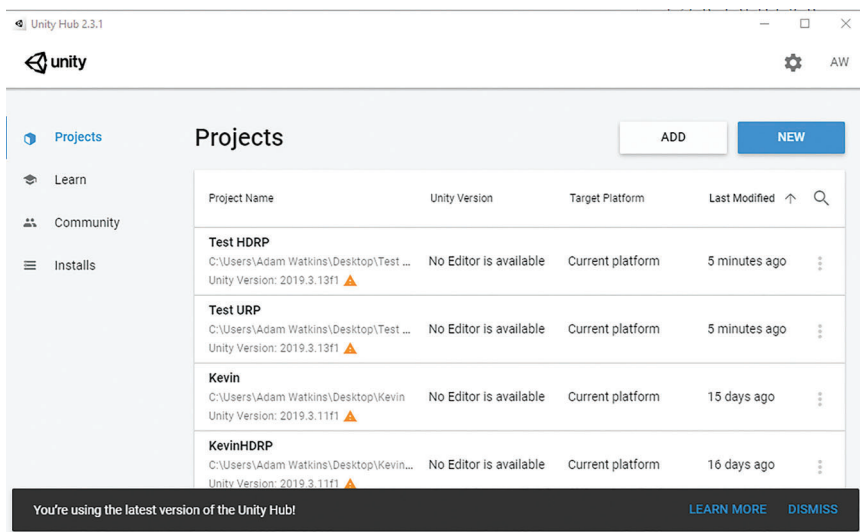 Unity Hub 2.3.1
unity
AW
Projects
Learn
Community
Installs
Projects
ADD
NEW
Project Name Unity Version Target Platform Last Modified
Test HDRP
C:\Users\Adam Watkins\Desktop\Test ... No Editor is available Current platform 5 minutes ago
Unity Version: 2019.3.13f1
Test URP
C:\Users\Adam Watkins\Desktop\Test ... No Editor is available Current platform 5 minutes ago
Unity Version: 2019.3.13f1
Kevin
C:\Users\Adam Watkins\Desktop\Kevin No Editor is available Current platform 15 days ago
Unity Version: 2019.3.11f1
KevinHDRP
C:\Users\Adam Watkins\Desktop\Kevin... No Editor is available Current platform 16 days ago
Unity Version: 2019.3.11f1
You're using the latest version of the Unity Hub! LEARN MORE DISMISS